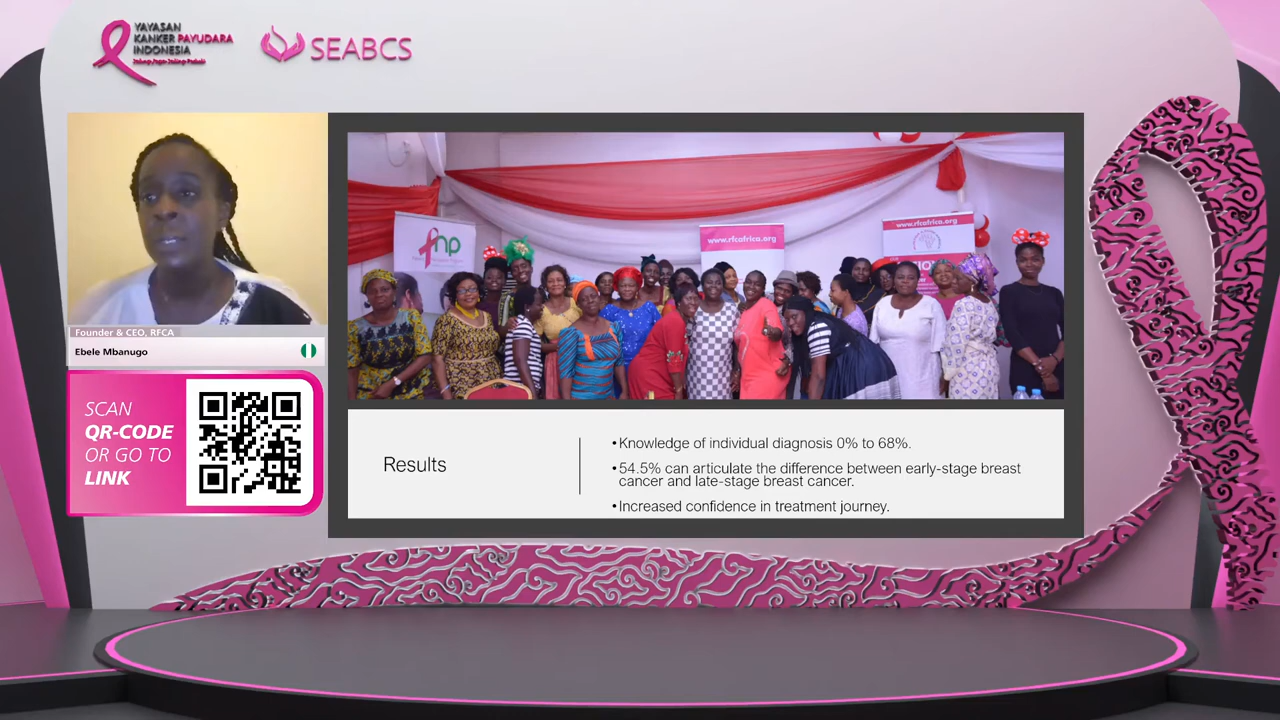 YAYASAN
KANKER PAYUDARA
INDONESIA
SEABCS
Founder & CEO, RFCA
Ebele Mbanugo
SCAN
QR-CODE
OR GO TO
LINK
np
www.rfcafrica.org
www.rfcafrica.org
Results
•Knowledge of individual diagnosis 0% to 68%.
•54.5% can articulate the difference between early-stage breast
cancer and late-stage breast cancer.
•Increased confidence in treatment journey.